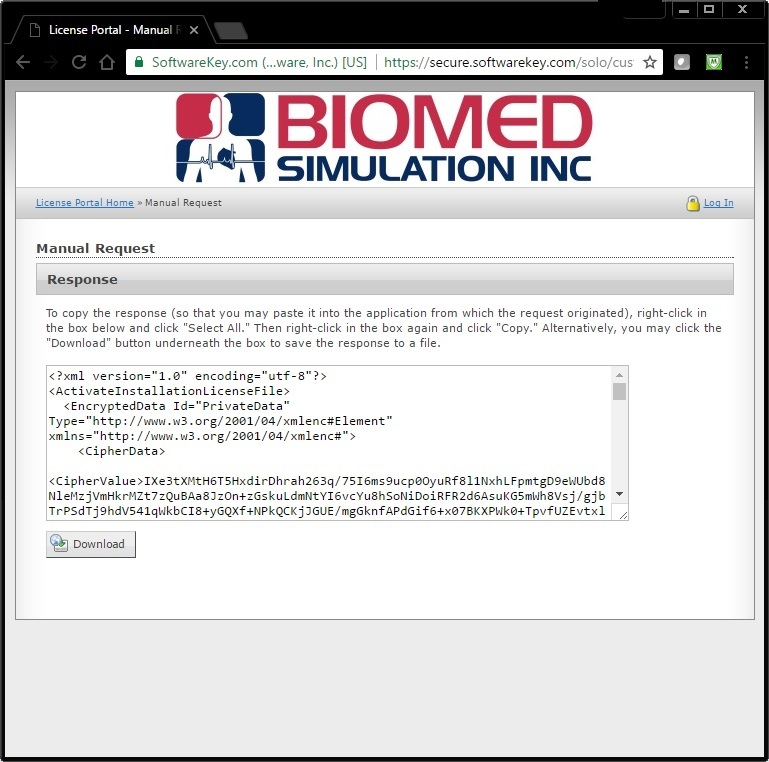 License Portal - Manual R
SoftwareKey.com (...ware, Inc.) [US] https://secure.softwarekey.com/solo/cus
BIOMED
SIMULATION INC
License Portal Home » Manual Request
Log In
Manual Request
Response
To copy the response (so that you may paste it into the application from which the request originated), right-click in
the box below and click "Select All." Then right-click in the box again and click "Copy." Alternatively, you may click the
"Download" button underneath the box to save the response to a file.
<?xml version="1.0" encoding="utf-8"?>
<ActivateInstallationLicenseFile>
<EncryptedData Id="PrivateData"
Type="http://www.w3.org/2001/04/xmlenc#Element"
xmlns="http://www.w3.org/2001/04/xmlenc#">
<CipherData>
<CipherValue>IXe3tXMtH6T5HxdirDhrah263q/75I6ms9ucp0OyuRf8l1NxhLFpmtgD9eWUbd8
NleMzjVmHkrMZt7zQuBAa8JzOn+zGskuLdmNtYI6vcYu8hSoNiDoiRFR2d6AsuKG5mWh8Vsj/gjb
TrPSdTj9hdV541qWkbCI8+yGQXf+NPkQCKjJGUE/mgGknfAPdGif6+x07BKXPWk0+TpvfUZEvtxl
Download